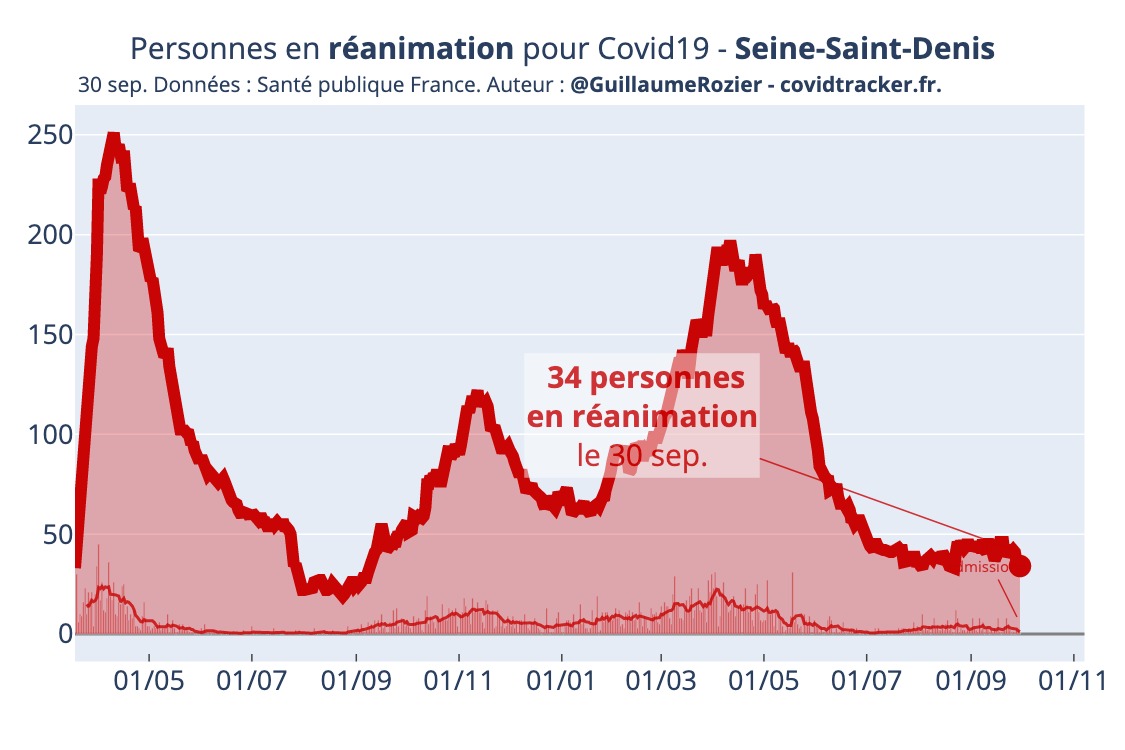 Personnes en réanimation pour Covid19 - Seine-Saint-Denis
30 sep. Données : Santé publique France. Auteur : @GuillaumeRozier - covidtracker.fr.
250
200
150
100
50
0
34 personnes
en réanimation
le 30 sep.
01/05 01/07 01/09 01/11 01/01 01/03 01/05 01/07 01/09 01/11